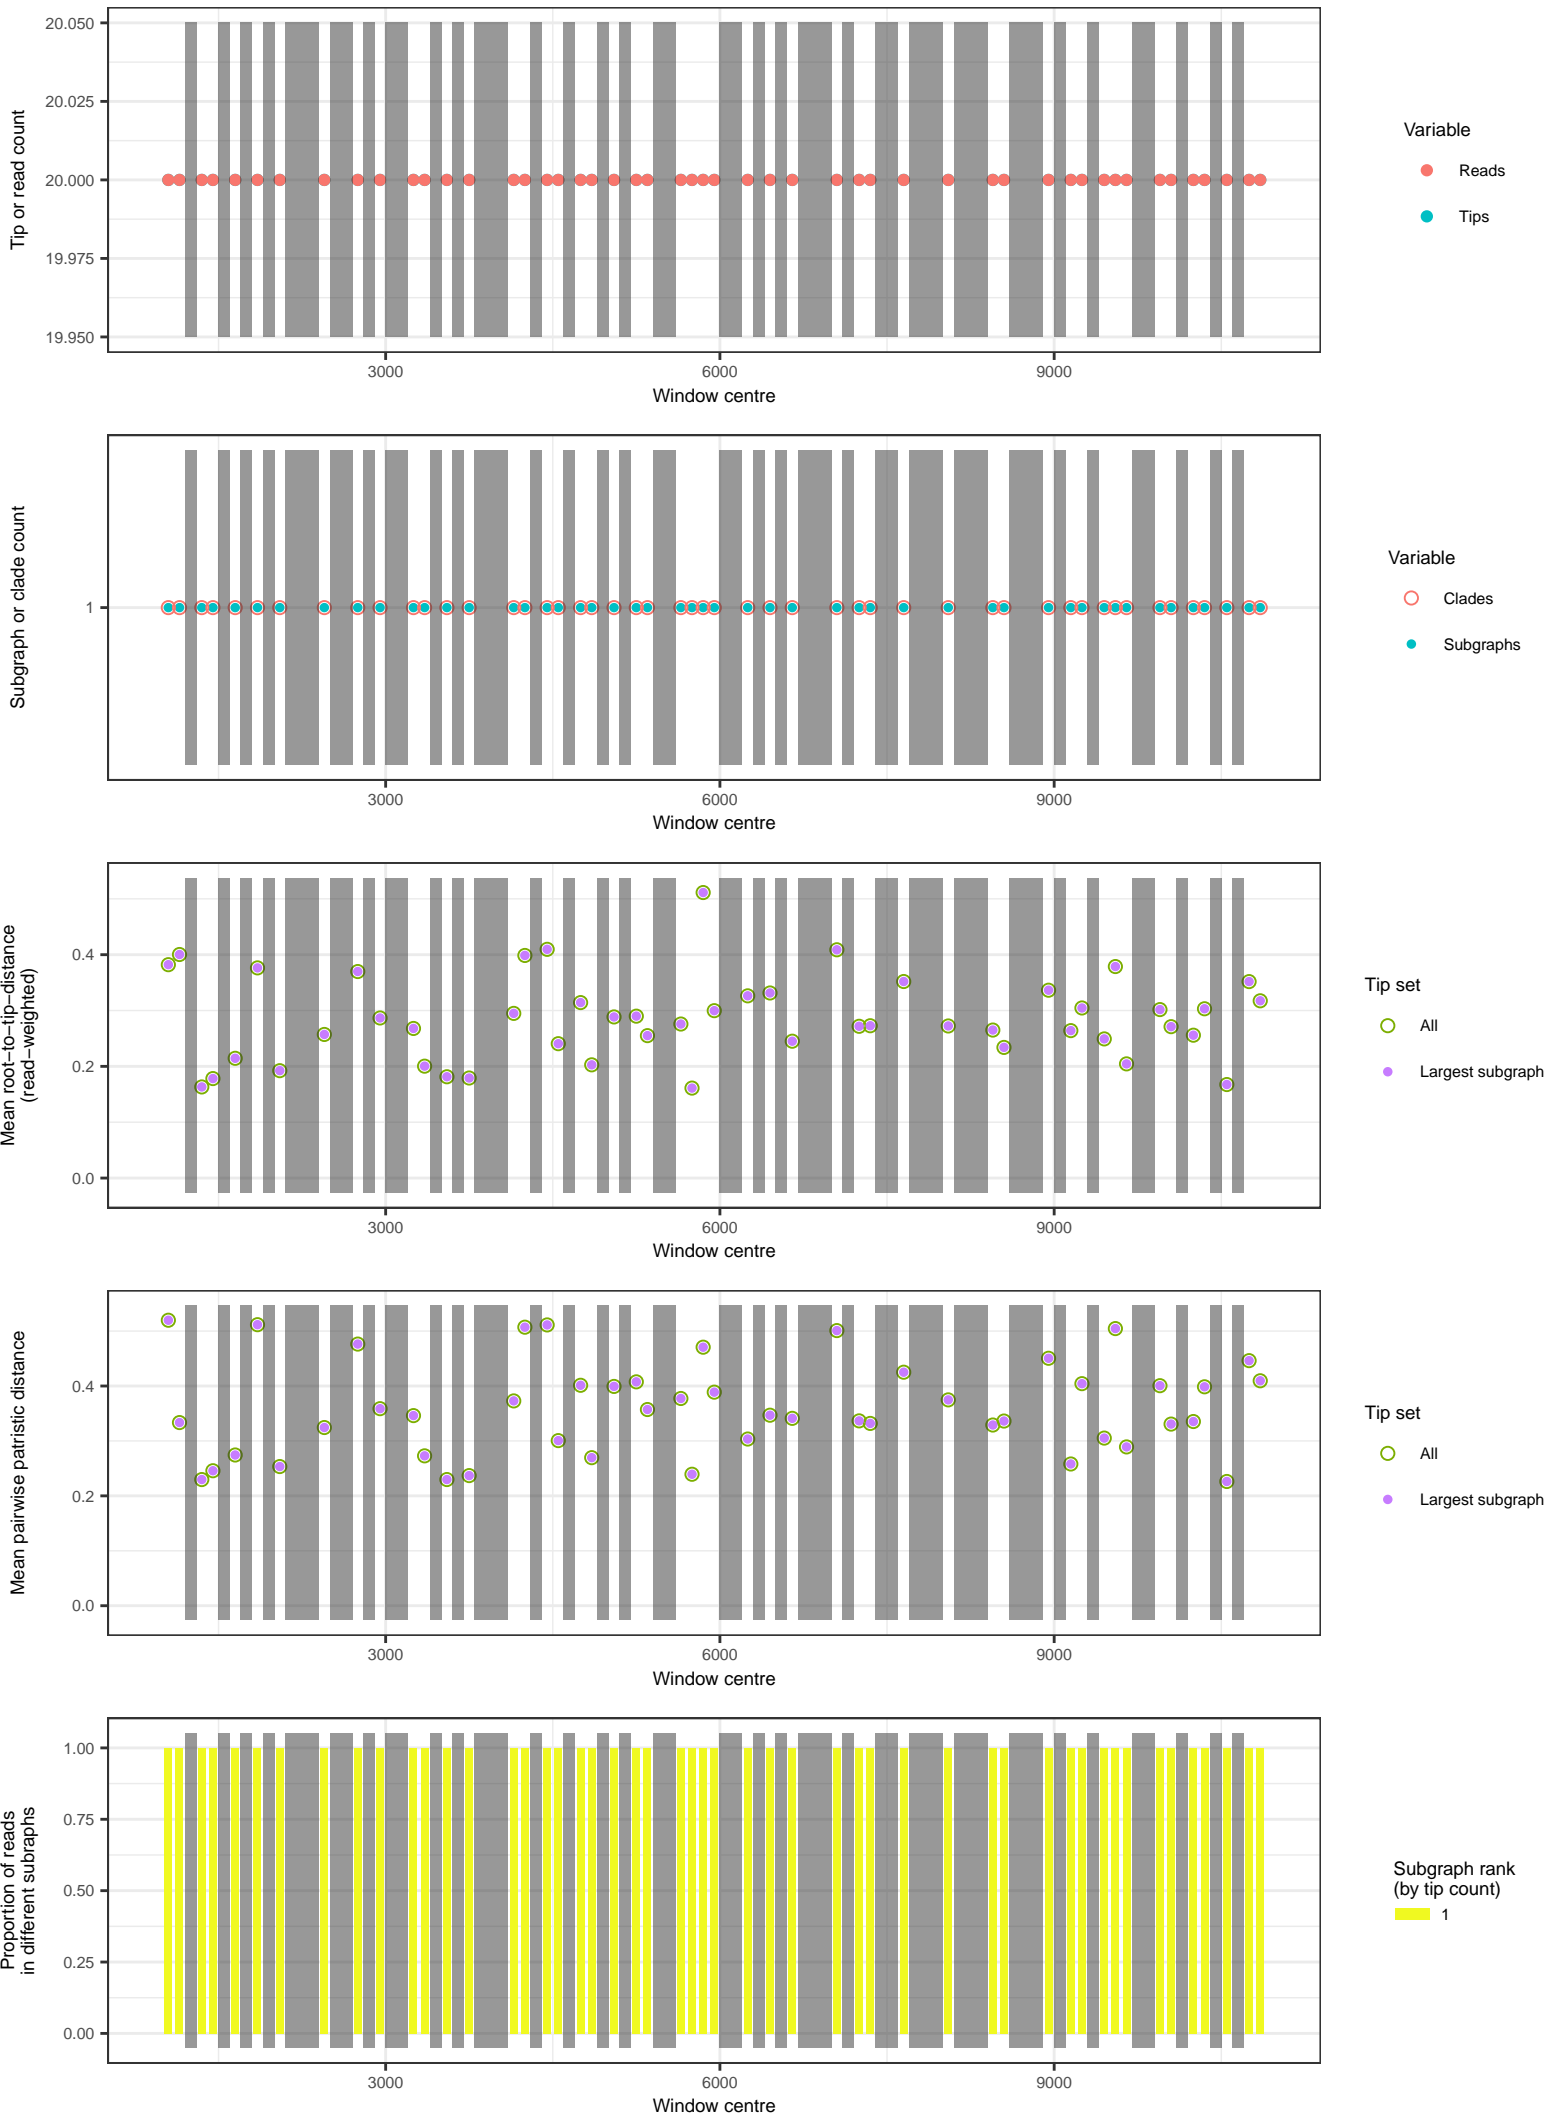 20.050
20.025
20.000
19.975
19.950
Tip or read count
3000
6000
9000
Window centre
Variable
Reads
Tips
1
Subgraph or clade count
3000
6000
9000
Window centre
Variable
Clades
Subgraphs
0.4
0.2
0.0
Mean root−to−tip−distance
(read−weighted)
3000
6000
9000
Window centre
Tip set
All
Largest subgraph
0.4
0.2
0.0
Mean pairwise patristic distance
3000
6000
9000
Window centre
Tip set
All
Largest subgraph
1.00
0.75
0.50
0.25
0.00
Proportion of reads
in different subraphs
3000
6000
9000
Window centre
Subgraph rank
(by tip count)
1